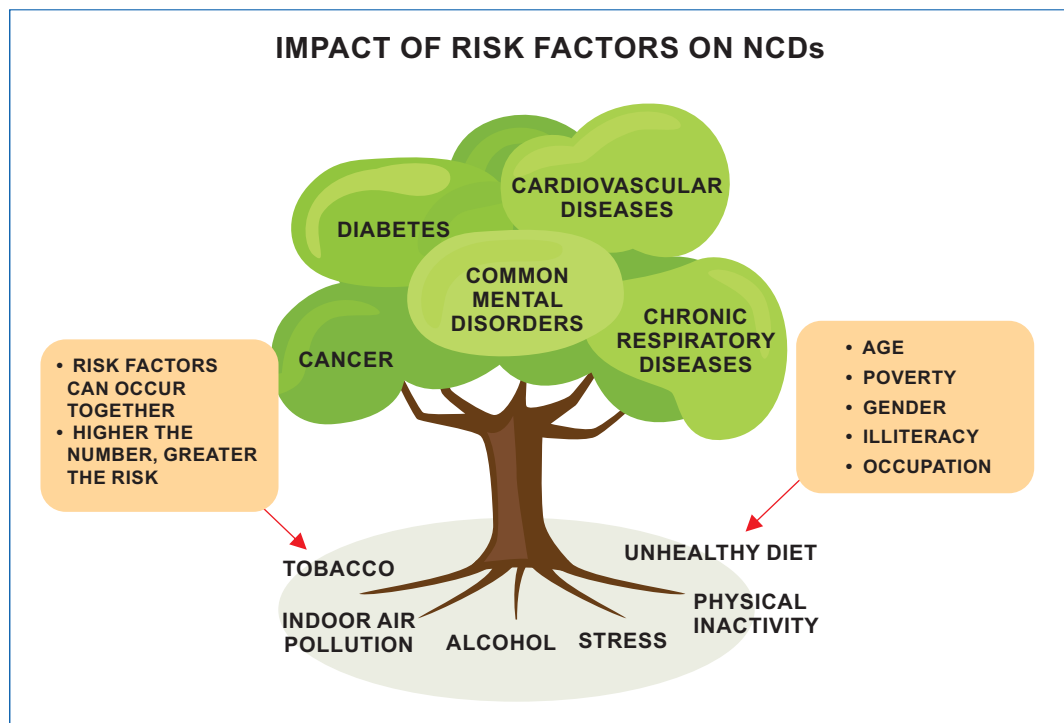 IMPACT OF RISK FACTORS ON NCDs
CARDIOVASCULAR
DISEASES
DIABETES
COMMON
MENTAL
DISORDERS
CHRONIC
RESPIRATORY
DISEASES
CANCER
• RISK FACTORS
CAN OCCUR
TOGETHER
• HIGHER THE
NUMBER, GREATER
THE RISK
• AGE
• POVERTY
• GENDER
• ILLITERACY
• OCCUPATION
TOBACCO
INDOOR AIR
POLLUTION
ALCOHOL
STRESS
UNHEALTHY DIET
PHYSICAL
INACTIVITY